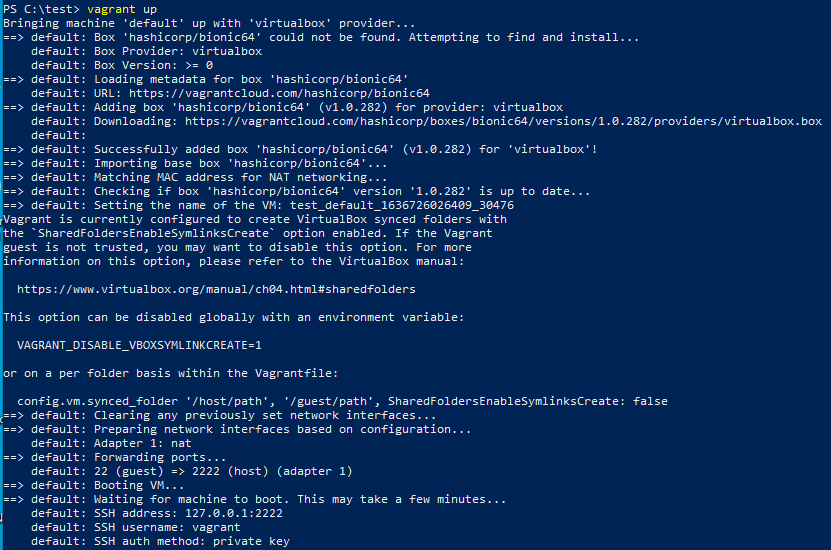 PS C:\test> vagrant up
Bringing machine 'default' up with 'virtualbox' provider...
==> default: Box 'hashicorp/bionic64' could not be found. Attempting to find and install...
    default: Box Provider: virtualbox
    default: Box Version: >= 0
==> default: Loading metadata for box 'hashicorp/bionic64'
    default: URL: https://vagrantcloud.com/hashicorp/bionic64
==> default: Adding box 'hashicorp/bionic64' (v1.0.282) for provider: virtualbox
    default: Downloading: https://vagrantcloud.com/hashicorp/boxes/bionic64/versions/1.0.282/providers/virtualbox.box
    default:
==> default: Successfully added box 'hashicorp/bionic64' (v1.0.282) for 'virtualbox'!
==> default: Importing base box 'hashicorp/bionic64'...
==> default: Matching MAC address for NAT networking...
==> default: Checking if box 'hashicorp/bionic64' version '1.0.282' is up to date...
==> default: Setting the name of the VM: test_default_1636726026409_30476
Vagrant is currently configured to create VirtualBox synced folders with
the `SharedFoldersEnableSymlinksCreate` option enabled. If the Vagrant
guest is not trusted, you may want to disable this option. For more
information on this option, please refer to the VirtualBox manual:

  https://www.virtualbox.org/manual/ch04.html#sharedfolders

This option can be disabled globally with an environment variable:

  VAGRANT_DISABLE_VBOXSYMLINKCREATE=1

or on a per folder basis within the Vagrantfile:

  config.vm.synced_folder '/host/path', '/guest/path', SharedFoldersEnableSymlinksCreate: false
==> default: Clearing any previously set network interfaces...
==> default: Preparing network interfaces based on configuration...
    default: Adapter 1: nat
==> default: Forwarding ports...
    default: 22 (guest) => 2222 (host) (adapter 1)
==> default: Booting VM...
==> default: Waiting for machine to boot. This may take a few minutes...
    default: SSH address: 127.0.0.1:2222
    default: SSH username: vagrant
    default: SSH auth method: private key